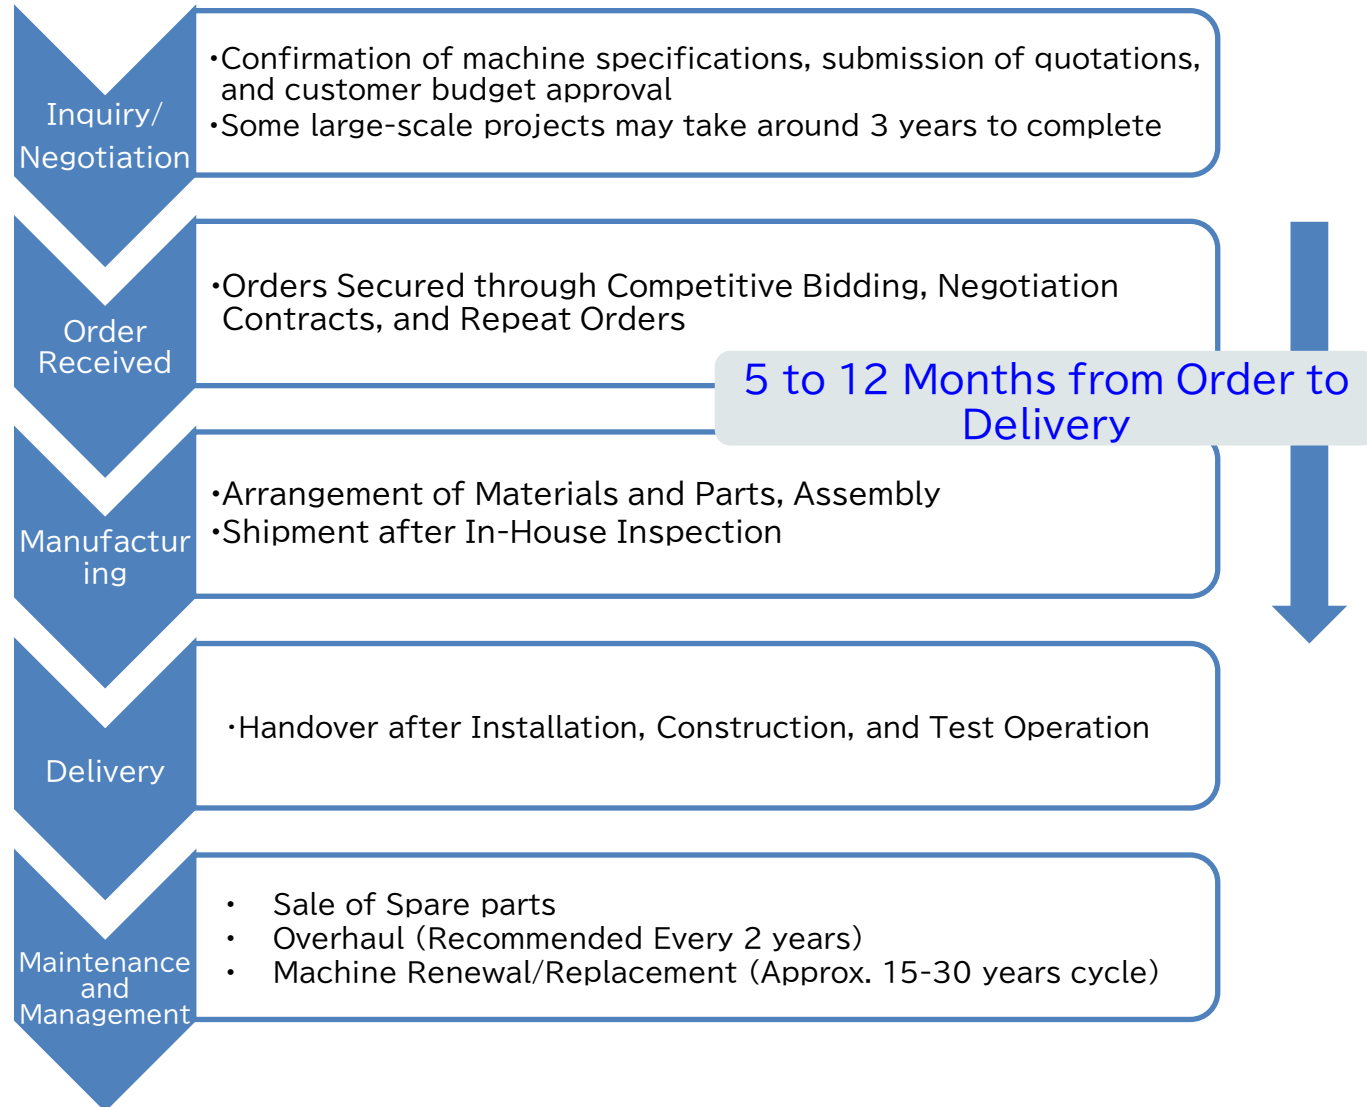 Inquiry/
Negotiation
・Confirmation of machine specifications, submission of quotations,
and customer budget approval
・Some large-scale projects may take around 3 years to complete
Order
Received
・Orders Secured through Competitive Bidding, Negotiation
Contracts, and Repeat Orders
5 to 12 Months from Order to
Delivery
Manufactur
ing
・Arrangement of Materials and Parts, Assembly
・Shipment after In-House Inspection
Delivery
・Handover after Installation, Construction, and Test Operation
Maintenance
and
Management
・ Sale of Spare parts
・ Overhaul (Recommended Every 2 years)
・ Machine Renewal/Replacement (Approx. 15-30 years cycle)